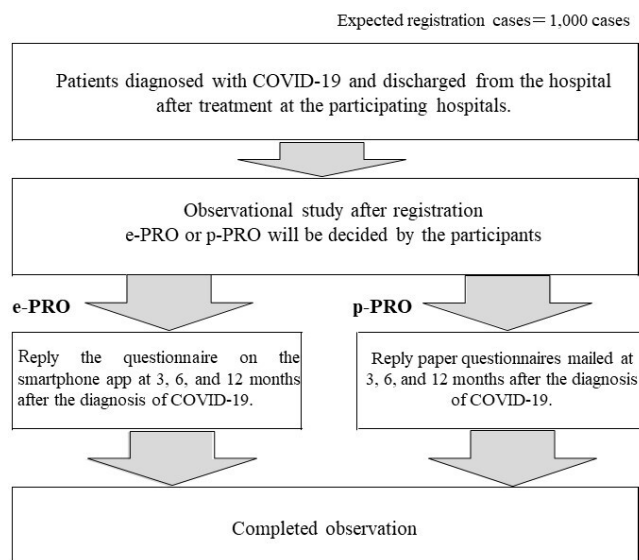 Expected registration cases＝1,000 cases
Patients diagnosed with COVID-19 and discharged from the hospital
after treatment at the participating hospitals.
Observational study after registration
e-PRO or p-PRO will be decided by the participants
e-PRO
Reply the questionnaire on the
smartphone app at 3, 6, and 12 months
after the diagnosis of COVID-19.
p-PRO
Reply paper questionnaires mailed at
3, 6, and 12 months after the diagnosis
of COVID-19.
Completed observation